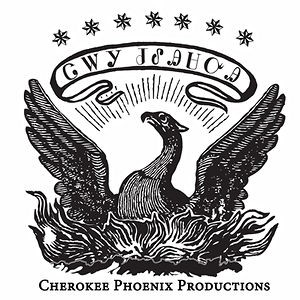 ᏣᎳᎩ ᏧᎴᎯᏌᏅᎯ
Cherokee Phoenix Productions